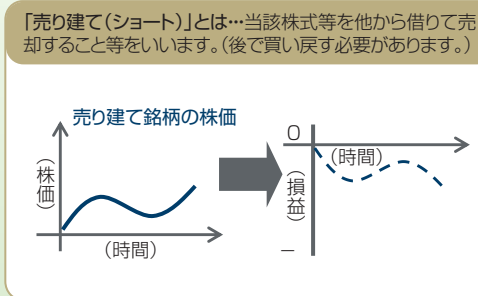 「売り建て(ショート)」とは…当該株式等を他から借りて売
却すること等をいいます。(後で買い戻す必要があります。)
売り建て銘柄の株価
(株価)
(時間)
0
(時間)
(損益)
−